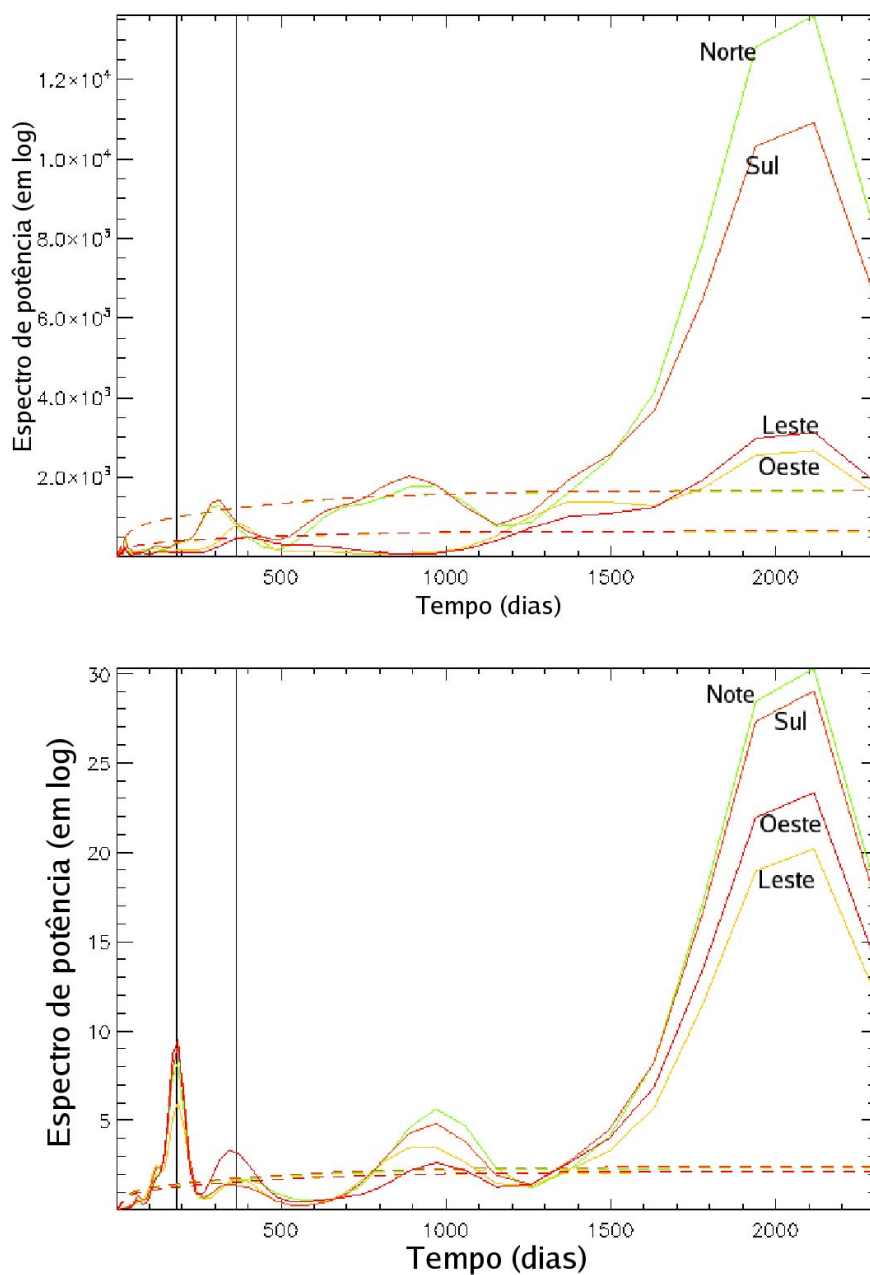 Espectro de potência (em log)
1.2×10⁴
1.0×10⁴
8.0×10³
6.0×10³
4.0×10³
2.0×10³
Norte
Sul
Leste
Oeste
500 1000 1500 2000
Tempo (dias)
Espectro de potência (em log)
30
25
20
15
10
5
Note
Sul
Oeste
Leste
500 1000 1500 2000
Tempo (dias)